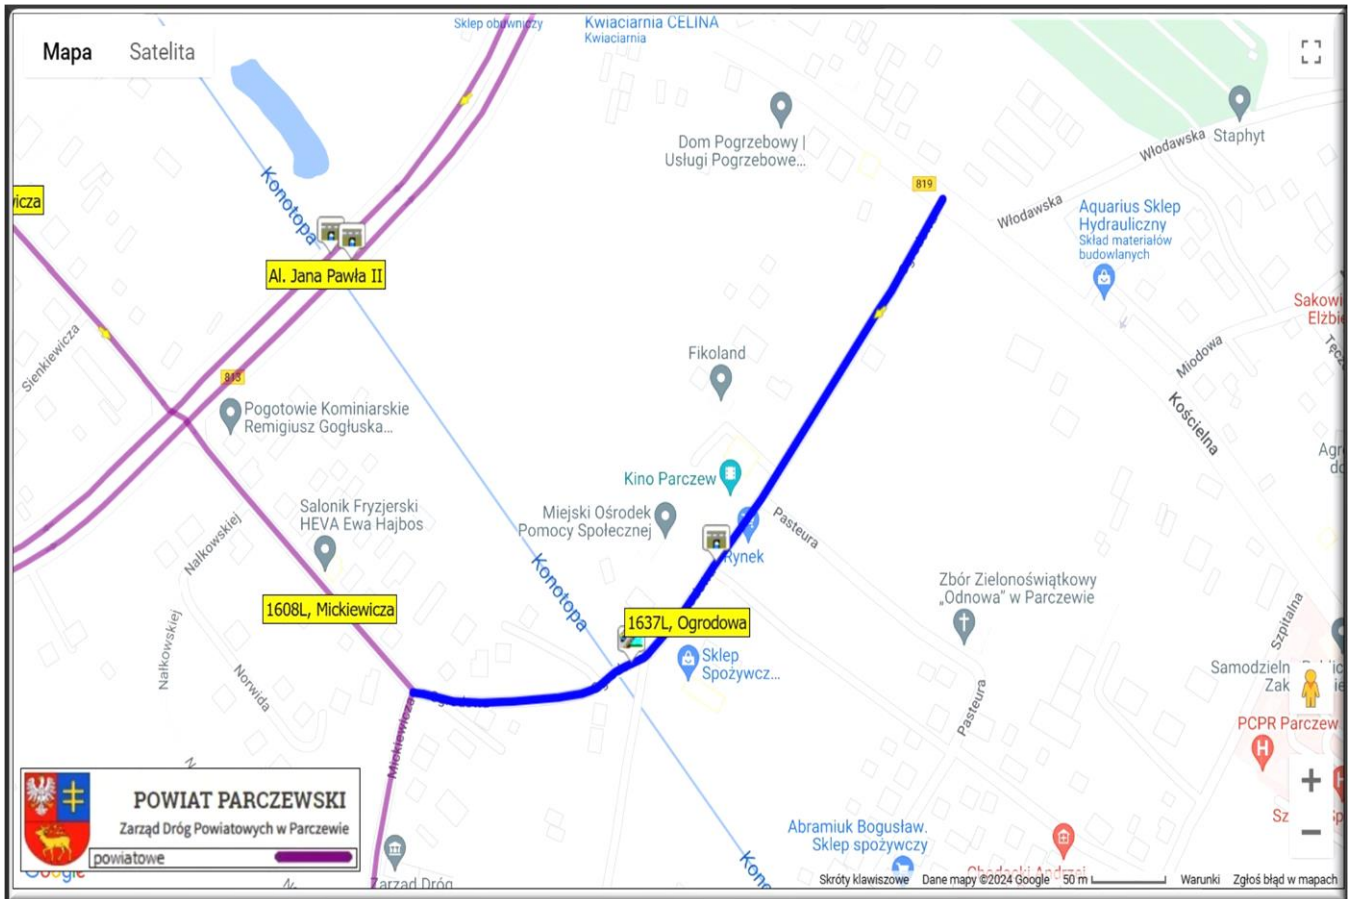 Sklep obuwniczy
Kwiaciarnia CELINA
Kwiaciarnia
Mapa
Satelita
Dom Pogrzebowy |
Usługi Pogrzebowe...
Staphyt
Włodawska
819
Włodawska
Aquarius Sklep
Hydrauliczny
Skład materiałów
budowlanych
icza
Konotopa
Al. Jana Pawła II
Sienkiewicza
Sakowi
Elżbie
Miodowa
Kościelna
Fikoland
Pogotowie Kominiarskie
Remigiusz Gogłuska...
Kino Parczew
Salonik Fryzjerski
HEVA Ewa Hajbos
Miejski Ośrodek
Pomocy Społecznej
Nałkowskiej
Pasteura
Rynek
Konotopa
Zbór Zielonoświątkowy
„Odnowa” w Parczewie
1608L, Mickiewicza
1637L, Ogrodowa
Szpitalna
Nałkowskiej
Norwida
Sklep
Spożywcz...
Samodzieln
Zak
Pasteura
Mickiewicza
PCPR Parczew
POWIAT PARCZEWSKI
Zarząd Dróg Powiatowych w Parczewie
powiatowe
Google
Zarząd Dróg
Abramiuk Bogusław.
Sklep spożywczy
Kono
Skróty klawiszowe
Dane mapy ©2024 Google
50 m
Warunki
Zgłoś błąd w mapach